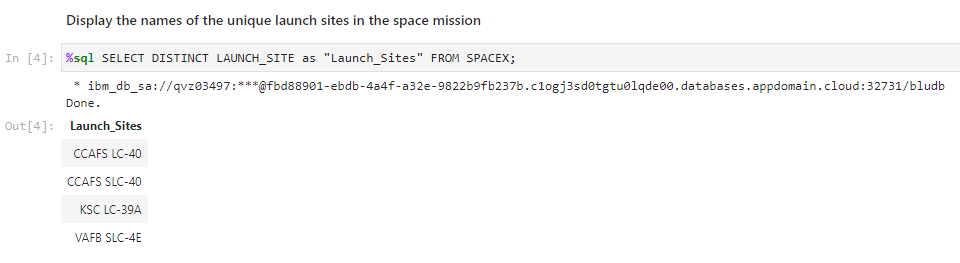 Display the names of the unique launch sites in the space mission
In [4]: %sql SELECT DISTINCT LAUNCH_SITE as "Launch_Sites" FROM SPACEX;
* ibm_db_sa://qvz03497:***@fbd88901-ebdb-4a4f-a32e-9822b9fb237b.c1ogj3sd0tgtu0lqde00.databases.appdomain.cloud:32731/bludb
Done.
Out[4]: Launch_Sites
CCAFS LC-40
CCAFS SLC-40
KSC LC-39A
VAFB SLC-4E